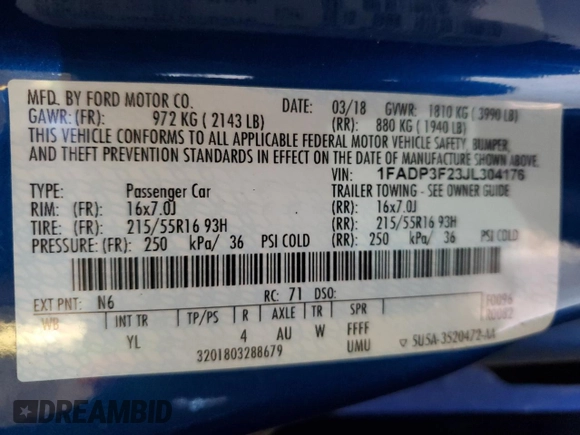 MFD. BY FORD MOTOR CO. DATE: 03/18 GVWR: 1810 KG ( 3990 LB)
GAWR: (FR): 972 KG ( 2143 LB) (RR): 880 KG ( 1940 LB)
THIS VEHICLE CONFORMS TO ALL APPLICABLE FEDERAL MOTOR VEHICLE SAFETY, BUMPER,
AND THEFT PREVENTION STANDARDS IN EFFECT ON THE DATE OF MANUFACTURE SHOWN ABOVE.
VIN: 1FADP3F23JL304176
TYPE: Passenger Car TRAILER TOWING - SEE OWNER GUIDE
RIM: (FR): 16x7.0J (RR): 16x7.0J
TIRE: (FR): 215/55R16 93H (RR): 215/55R16 93H
PRESSURE: (FR): 250 kPa/ 36 PSI COLD (RR): 250 kPa/ 36 PSI COLD
EXT PNT: N6 RC: 71 DSO: F0096
WB INT TR TP/PS R AXLE TR SPR
YL 4 AU W FFFF
3201803288679 UMU ▽ SU5A-3520472-AA
DREAMBID